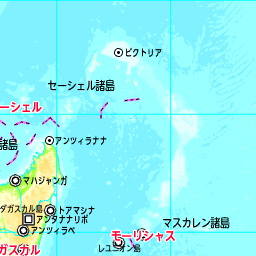 ビクトリア
セーシェル諸島
ーシェル
アンツィラナナ
諸島
マハジャンガ
ダガスカル島
トアマシナ
アンタナナリボ
アンツィラベ
マスカレン諸島
モーリシャス
レユニオン島
ガスカル